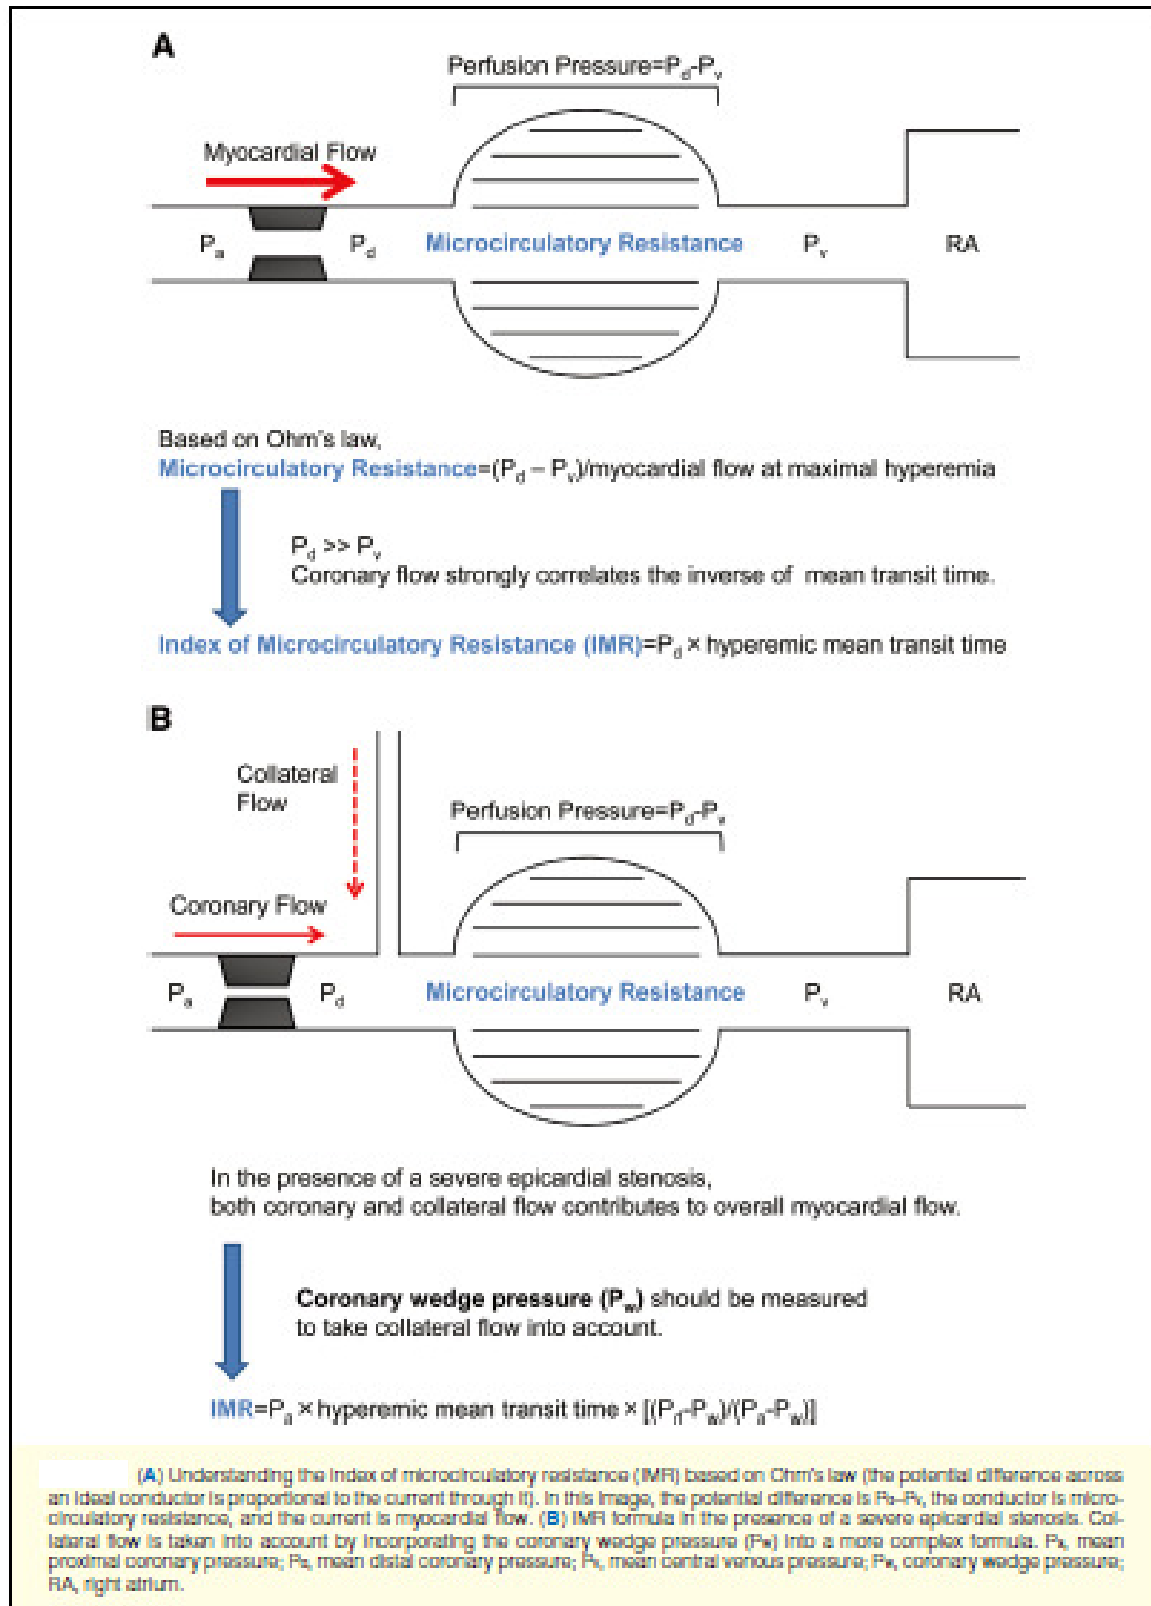 A
Perfusion Pressure=Pd-Pv
Myocardial Flow
Pa Pd Microcirculatory Resistance Pv RA
Based on Ohm's law,
Microcirculatory Resistance=(Pd – Pv)/myocardial flow at maximal hyperemia
Pd >> Pv
Coronary flow strongly correlates the inverse of mean transit time.
Index of Microcirculatory Resistance (IMR)=Pd × hyperemic mean transit time
B
Collateral
Flow
Perfusion Pressure=Pd-Pv
Coronary Flow
Pa Pd Microcirculatory Resistance Pv RA
In the presence of a severe epicardial stenosis,
both coronary and collateral flow contributes to overall myocardial flow.
Coronary wedge pressure (Pw) should be measured
to take collateral flow into account.
IMR=Pa × hyperemic mean transit time × [(Pd-Pw)/(Pa-Pw)]
(A) Understanding the index of microcirculatory resistance (IMR) based on Ohm's law (the potential difference across
an ideal conductor is proportional to the current through it). In this image, the potential difference is Pd–Pv, the conductor is micro-
circulatory resistance, and the current is myocardial flow. (B) IMR formula in the presence of a severe epicardial stenosis. Col-
lateral flow is taken into account by incorporating the coronary wedge pressure (Pw) into a more complex formula. Pa, mean
proximal coronary pressure; Pd, mean distal coronary pressure; Pv, mean central venous pressure; Pw, coronary wedge pressure;
RA, right atrium.